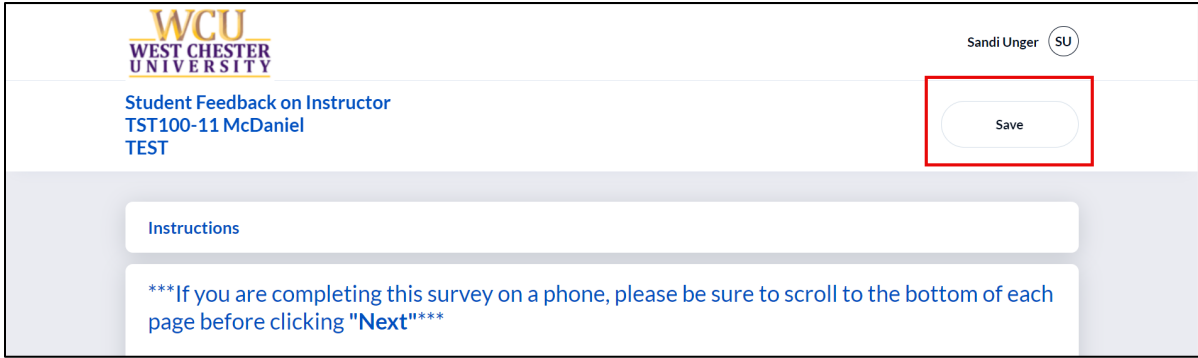 WCU
WEST CHESTER
UNIVERSITY
Sandi Unger SU
Student Feedback on Instructor
TST100-11 McDaniel
TEST
Save
Instructions
***If you are completing this survey on a phone, please be sure to scroll to the bottom of each
page before clicking "Next"***